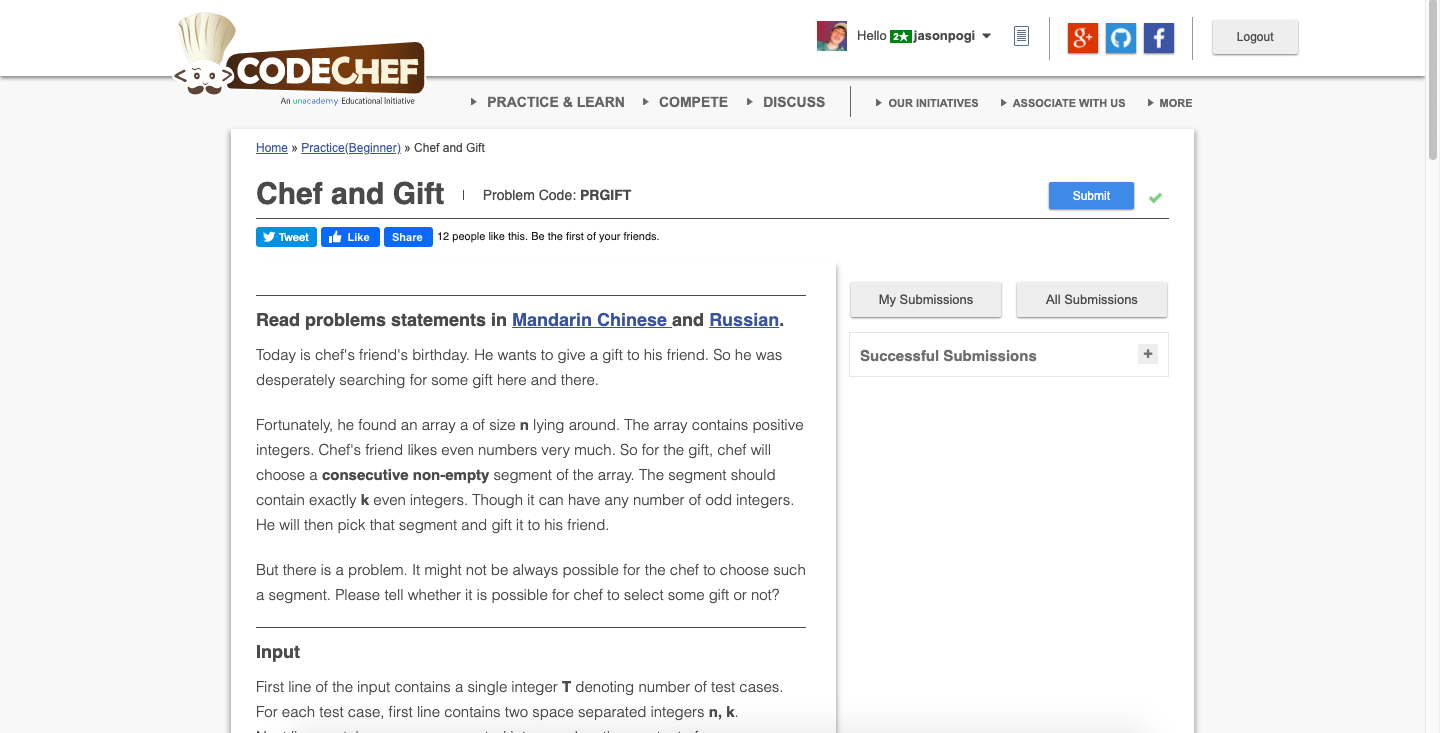 CODECHEF
An unacademy Educational Initiative
Hello 2★ jasonpogi
Logout
PRACTICE & LEARN COMPETE DISCUSS OUR INITIATIVES ASSOCIATE WITH US MORE
Home » Practice(Beginner) » Chef and Gift
Chef and Gift Problem Code: PRGIFT Submit
Tweet Like Share 12 people like this. Be the first of your friends.
My Submissions All Submissions
Successful Submissions +
Read problems statements in Mandarin Chinese and Russian.
Today is chef's friend's birthday. He wants to give a gift to his friend. So he was
desperately searching for some gift here and there.
Fortunately, he found an array a of size n lying around. The array contains positive
integers. Chef's friend likes even numbers very much. So for the gift, chef will
choose a consecutive non-empty segment of the array. The segment should
contain exactly k even integers. Though it can have any number of odd integers.
He will then pick that segment and gift it to his friend.
But there is a problem. It might not be always possible for the chef to choose such
a segment. Please tell whether it is possible for chef to select some gift or not?
Input
First line of the input contains a single integer T denoting number of test cases.
For each test case, first line contains two space separated integers n, k.